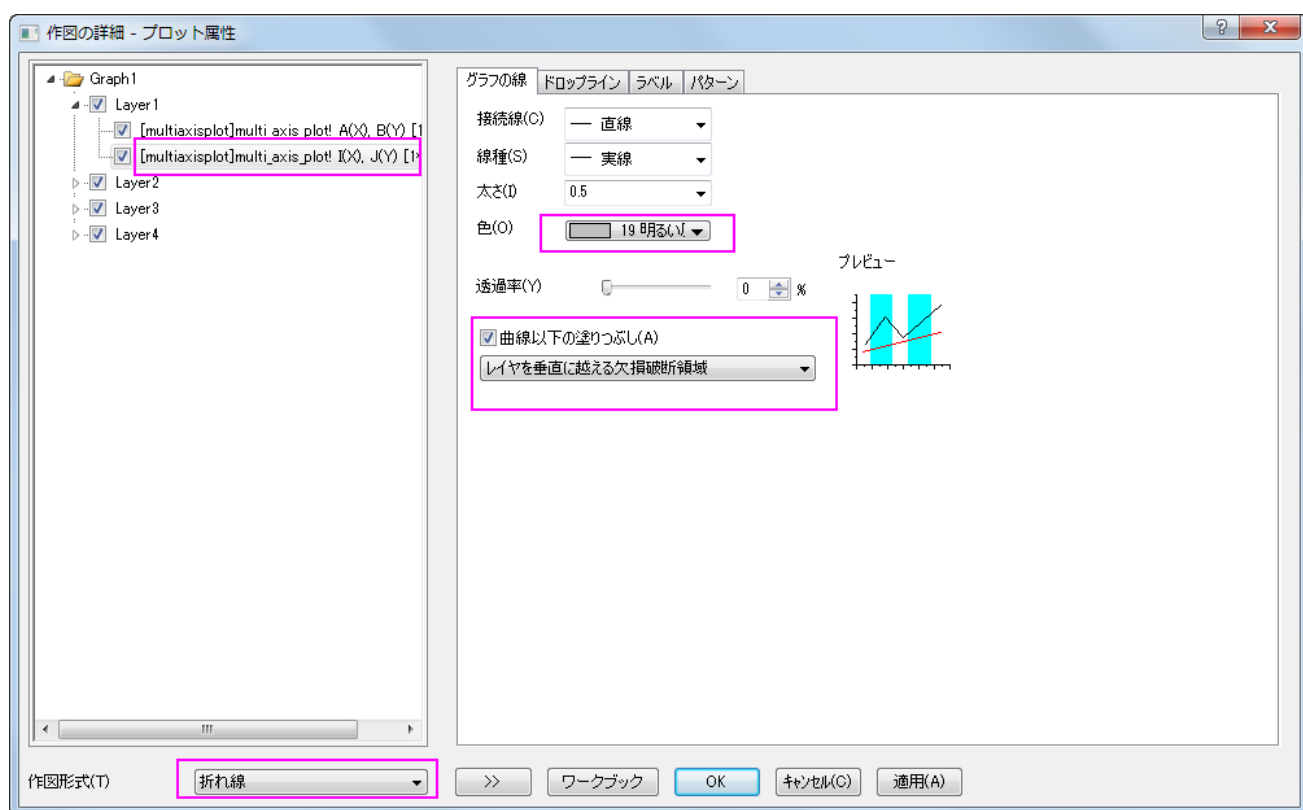 作図の詳細 - プロット属性
Graph1
Layer1
[multiaxisplot]multi axis plot! A(X), B(Y) [1
[multiaxisplot]multi_axis_plot! I(X), J(Y) [1*
Layer2
Layer3
Layer4
グラフの線 ドロップライン ラベル パターン
接続線(C) 直線
線種(S) 実線
太さ(I) 0.5
色(O) 19 明るい
透過率(Y) 0 %
プレビュー
曲線以下の塗りつぶし(A)
レイヤを垂直に越える欠損破断領域
作図形式(T) 折れ線 >> ワークブック OK キャンセル(C) 適用(A)